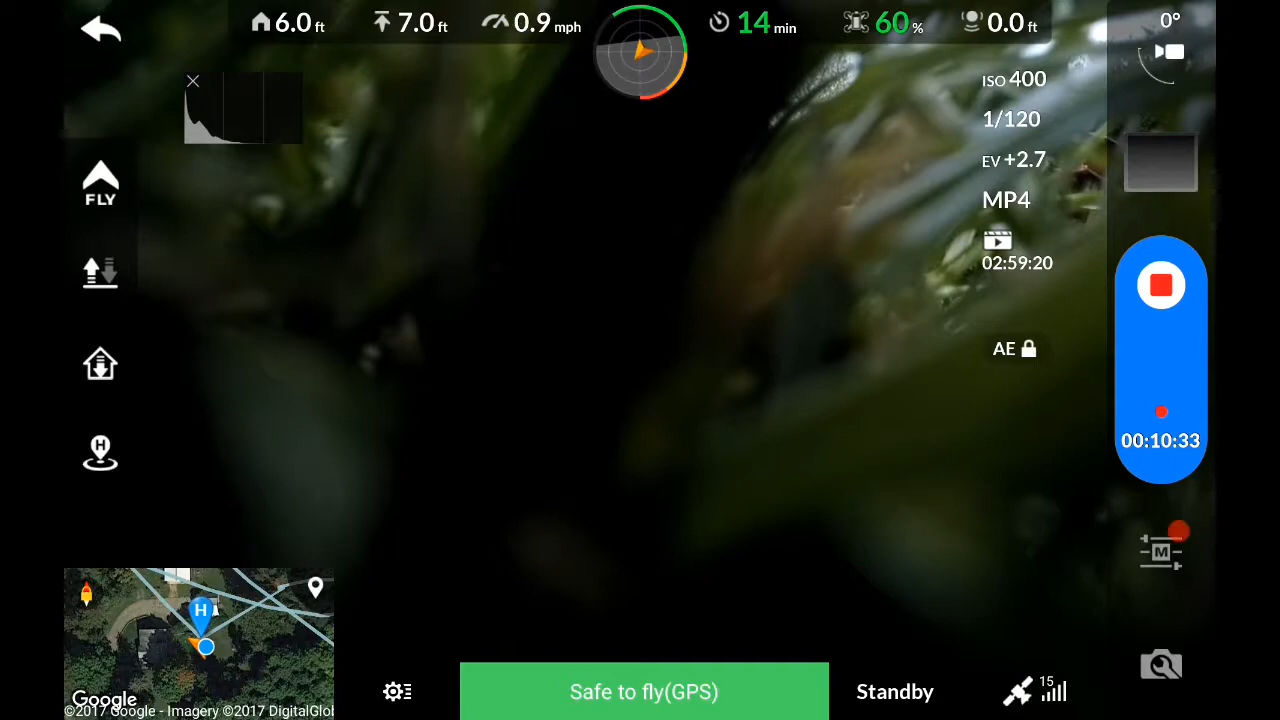 6.0 ft
7.0 ft
0.9 mph
14 min
60 %
0.0 ft
0°
ISO 400
1/120
EV +2.7
MP4
02:59:20
AE
FLY
H
00:10:33
M
H
Google
©2017 Google - Imagery ©2017 DigitalGlo
Safe to fly(GPS)
Standby
15